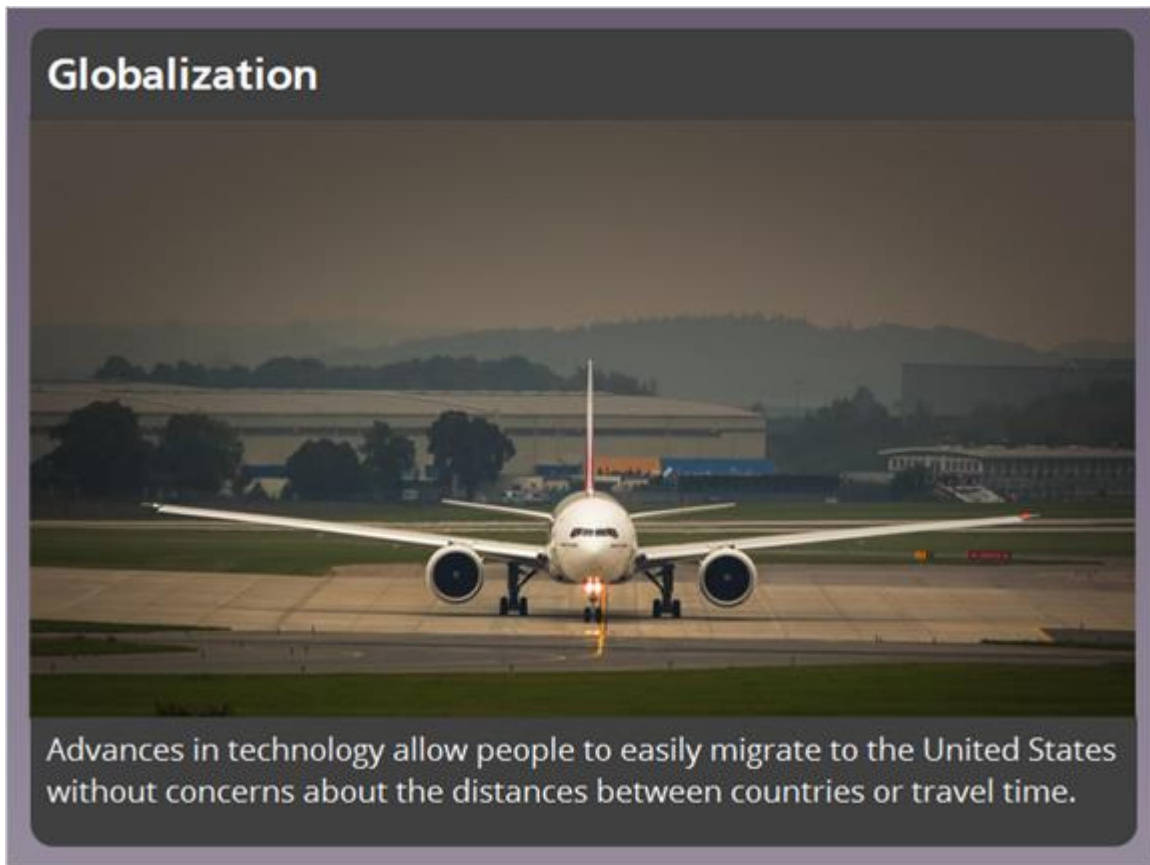 Globalization
Advances in technology allow people to easily migrate to the United States
without concerns about the distances between countries or travel time.